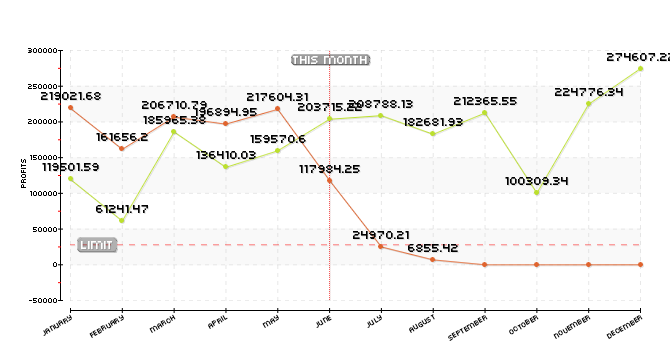 300000
THIS MONTH
274607.22
250000
219021.68
206710.79
196894.95
217604.31
203715.22
208788.13
212365.55
224776.34
200000
185965.38
182681.93
161656.2
159570.6
150000
136410.03
119501.59
117984.25
100309.34
100000
61241.47
50000
24970.21
LIMIT
6855.42
0
-50000
PROFITS
JANUARY
FEBRUARY
MARCH
APRIL
MAY
JUNE
JULY
AUGUST
SEPTEMBER
OCTOBER
NOVEMBER
DECEMBER